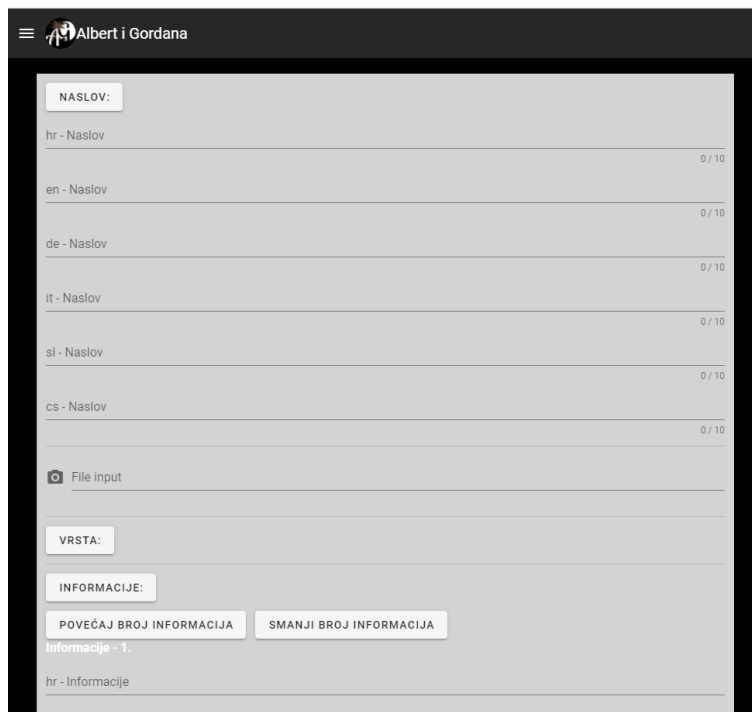 Albert i Gordana
NASLOV:
hr - Naslov
0 / 10
en - Naslov
0 / 10
de - Naslov
0 / 10
it - Naslov
0 / 10
sl - Naslov
0 / 10
cs - Naslov
0 / 10
File input
VRSTA:
INFORMACIJE:
POVEĆAJ BROJ INFORMACIJA SMANJI BROJ INFORMACIJA
Informacije - 1.
hr - Informacije